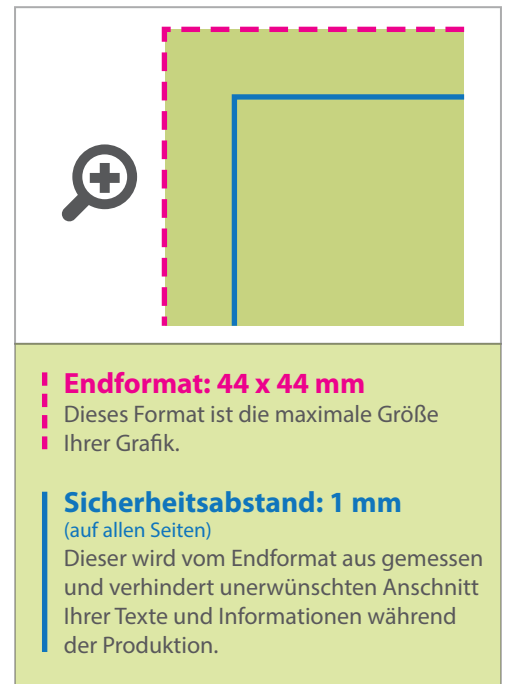 Endformat: 44 x 44 mm
Dieses Format ist die maximale Größe
Ihrer Grafik.
Sicherheitsabstand: 1 mm
(auf allen Seiten)
Dieser wird vom Endformat aus gemessen
und verhindert unerwünschten Anschnitt
Ihrer Texte und Informationen während
der Produktion.